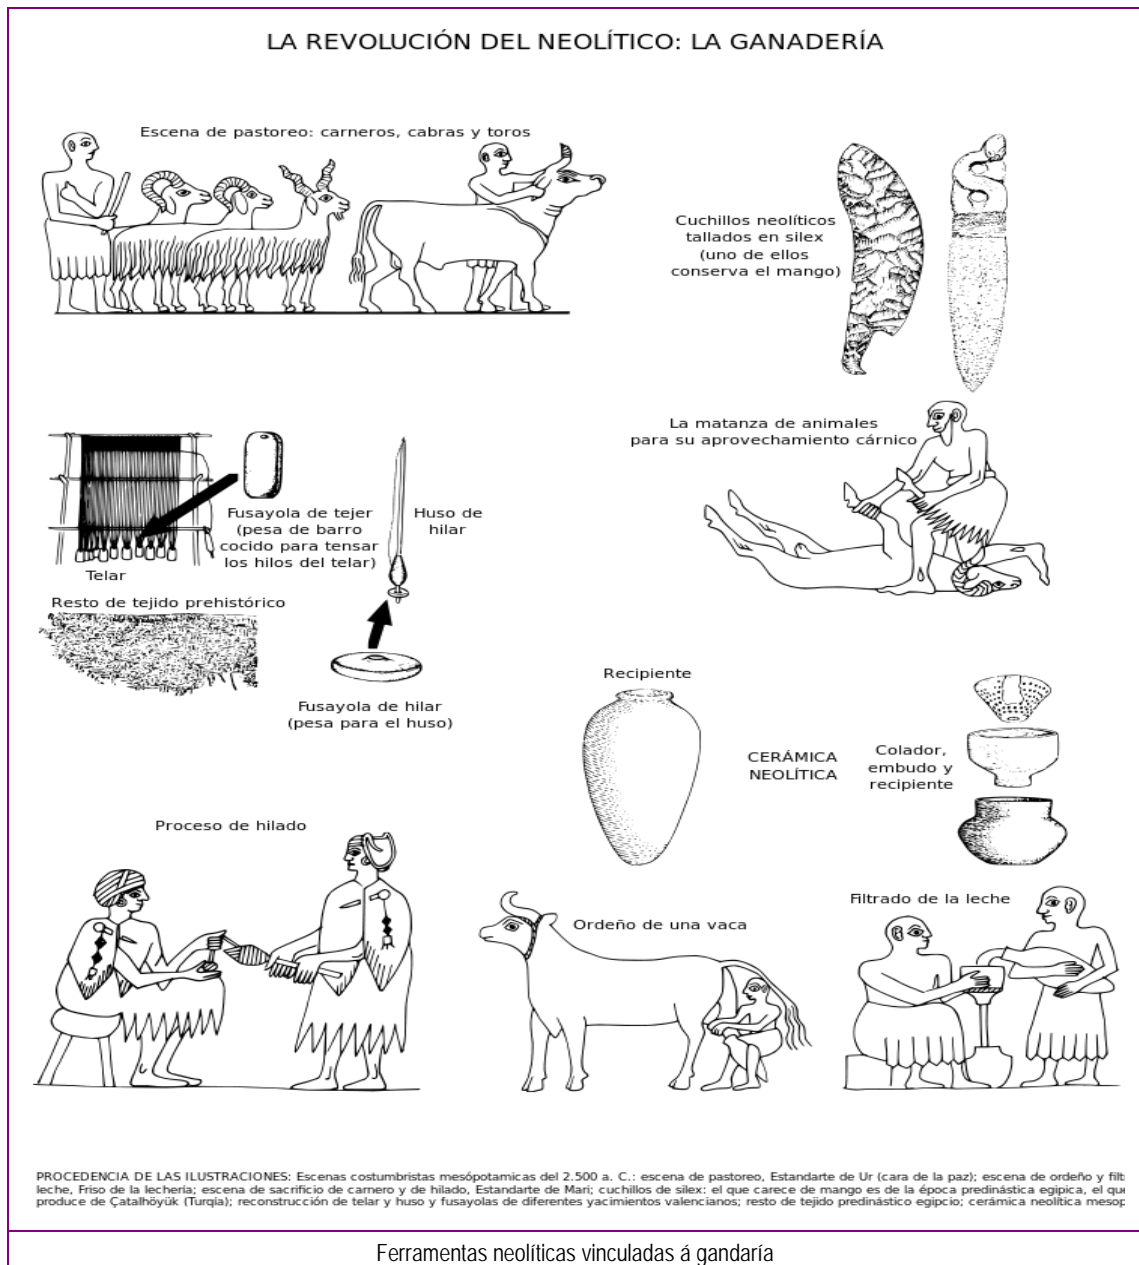 LA REVOLUCIÓN DEL NEOLÍTICO: LA GANADERÍA
Escena de pastoreo: carneros, cabras y toros
Cuchillos neolíticos
tallados en silex
(uno de ellos
conserva el mango)
La matanza de animales
para su aprovechamiento cárnico
Fusayola de tejer
(pesa de barro
cocido para tensar
los hilos del telar)
Huso de
hilar
Telar
Resto de tejido prehistórico
Fusayola de hilar
(pesa para el huso)
Recipiente
CERÁMICA
NEOLÍTICA
Colador,
embudo y
recipiente
Proceso de hilado
Ordeño de una vaca
Filtrado de la leche
PROCEDENCIA DE LAS ILUSTRACIONES: Escenas costumbristas mesópotamicas del 2.500 a. C.: escena de pastoreo, Estandarte de Ur (cara de la paz); escena de ordeño y
leche, Friso de la lechería; escena de sacrificio de carnero y de hilado, Estandarte de Mari; cuchillos de silex: el que carece de mango es de la época predinástica egipica, el
produce de Çatalhöyük (Turqia); reconstrucción de telar y huso y fusayolas de diferentes yacimientos valencianos; resto de tejido predinástico egipcio; cerámica neolítica
Ferramentas neolíticas vinculadas á gandaría